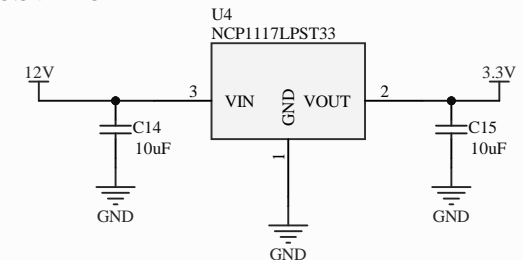 U4
NCP1117LPST33
12V
3.3V
3
VIN
GND
VOUT
2
C14
10uF
1
C15
10uF
GND
GND
GND